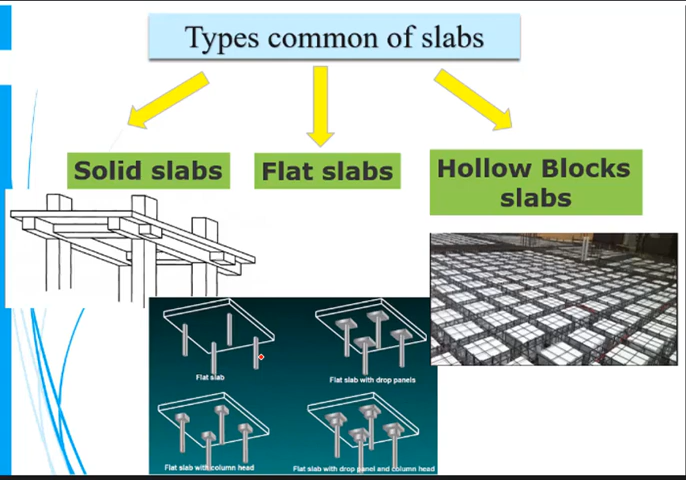 Types common of slabs
Solid slabs
Flat slabs
Hollow Blocks
slabs
Flat slab
Flat slab with drop panels
Flat slab with column head
Flat slab with drop panel and column head